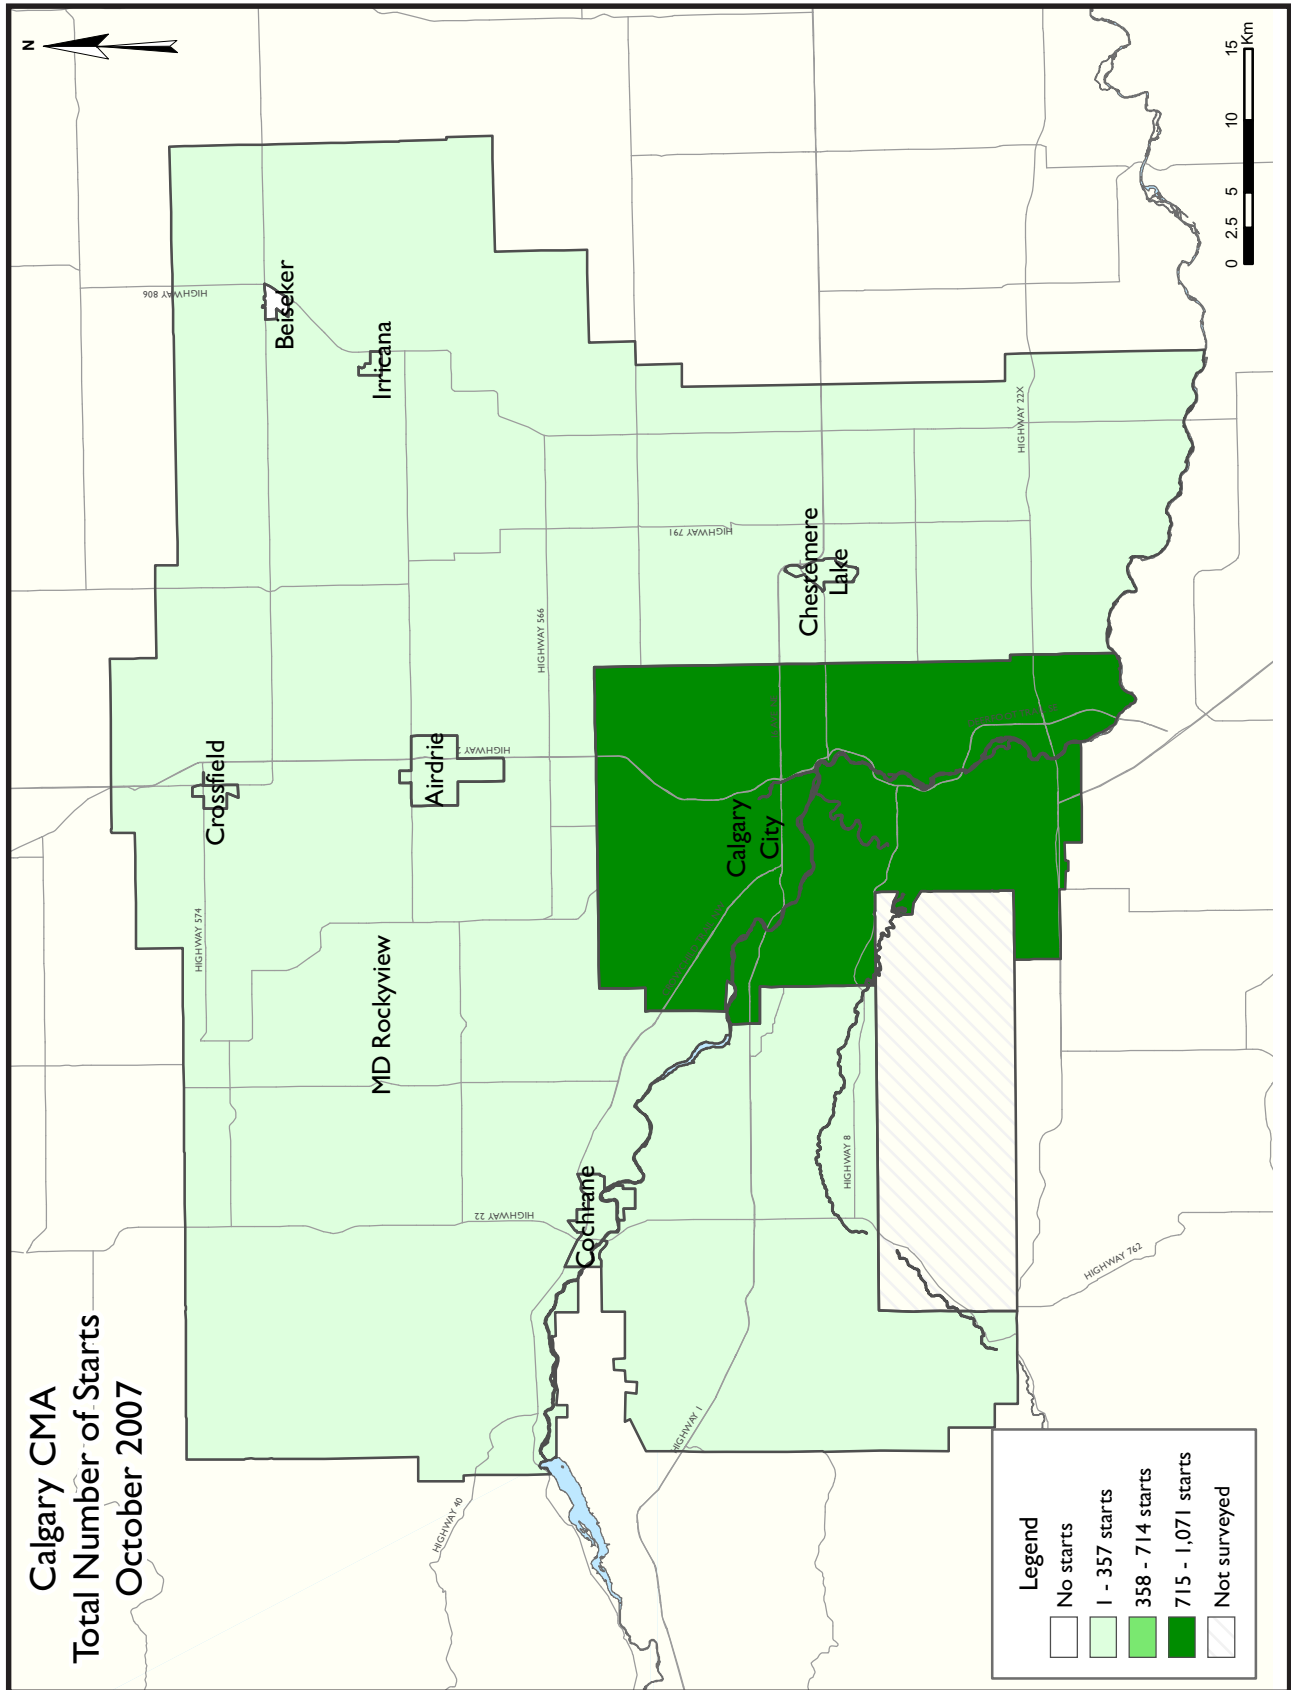 Calgary CMA
Total Number of Starts
October 2007
N
HIGHWAY 806
Beiseker
Irricana
Crossfield
HIGHWAY 574
Airdrie
HIGHWAY 2
MD Rockyview
HIGHWAY 566
HIGHWAY 22
Cochrane
HIGHWAY 40
HIGHWAY 791
Chestemere
Lake
Calgary
City
HIGHWAY 1
HIGHWAY 8
HIGHWAY 22X
HIGHWAY 762
Legend
No starts
1 - 357 starts
358 - 714 starts
715 - 1,071 starts
Not surveyed
0 2.5 5 10 15
Km